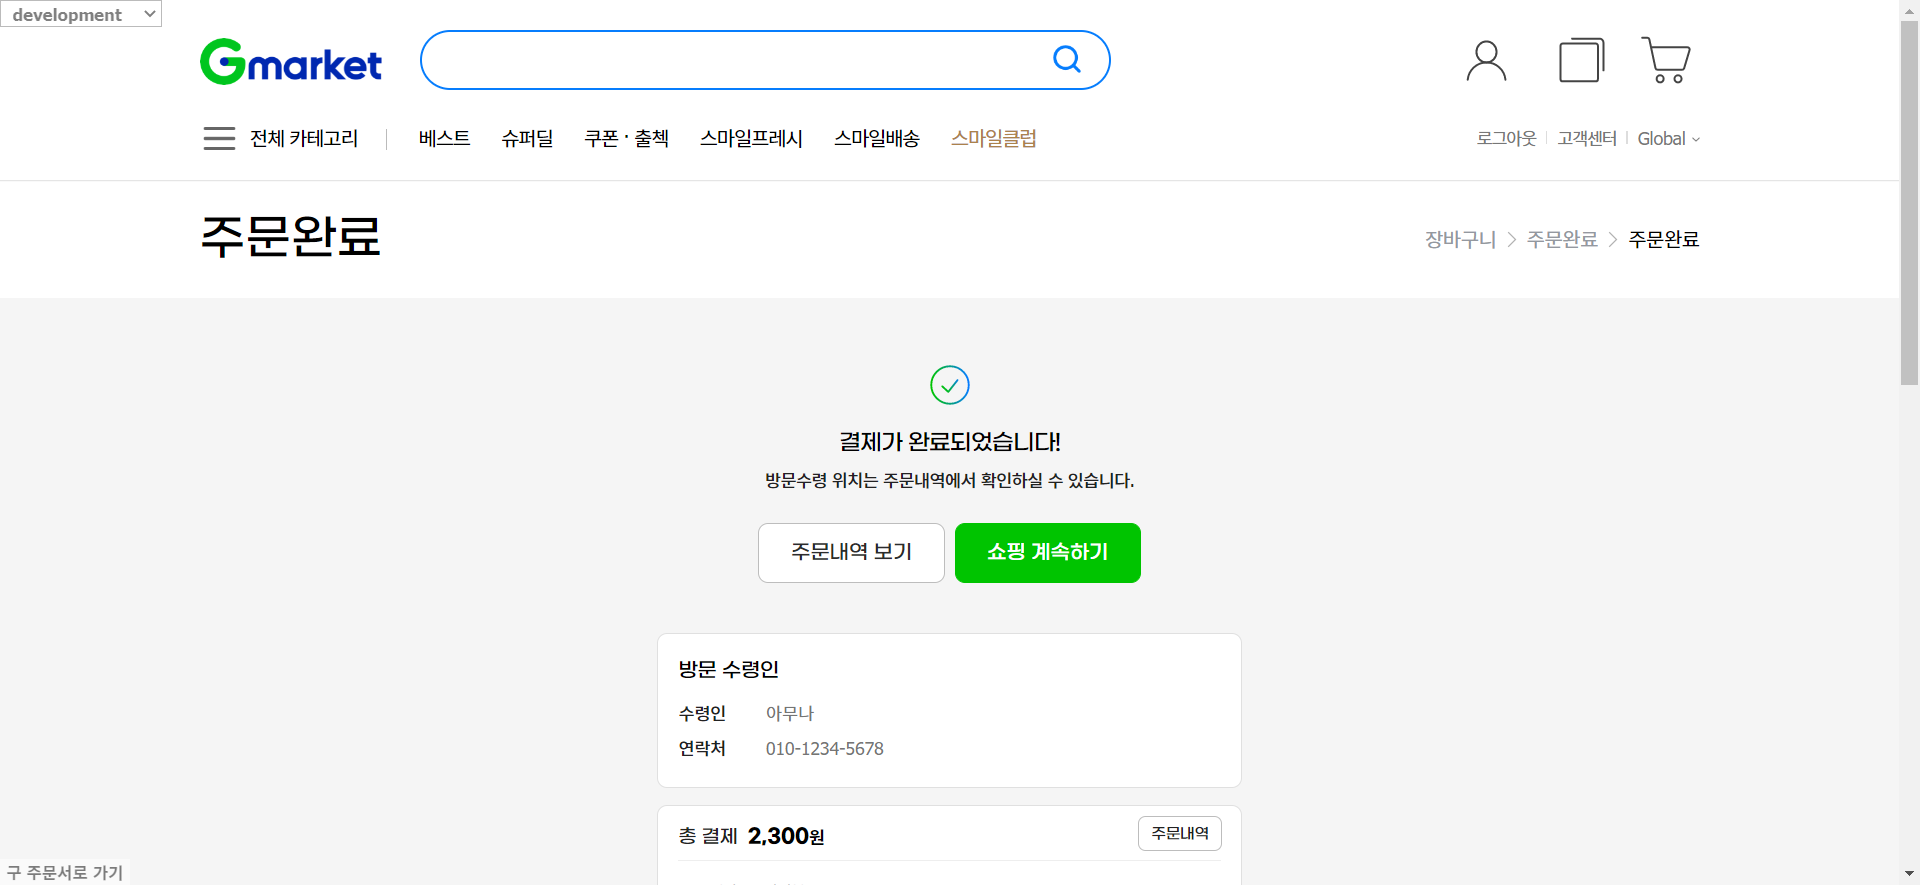 development
Gmarket
전체 카테고리
베스트 슈퍼딜 쿠폰 · 출첵 스마일프레시 스마일배송 스마일클럽
로그아웃 고객센터 Global
주문완료
장바구니 > 주문완료 > 주문완료
결제가 완료되었습니다!
방문수령 위치는 주문내역에서 확인하실 수 있습니다.
주문내역 보기 쇼핑 계속하기
방문 수령인
수령인 아무나
연락처 010-1234-5678
총 결제 2,300원 주문내역
구 주문서로 가기